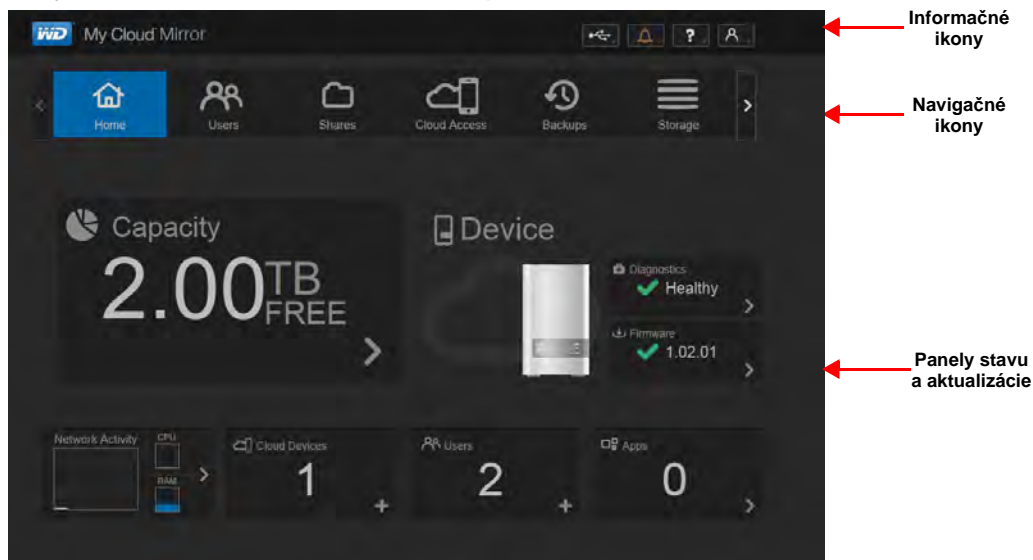 WD My Cloud Mirror
?
Informačné
ikony
Home
Users
Shares
Cloud Access
Backups
Storage
Navigačné
ikony
Capacity
2.00 TB
FREE
Device
Diagnostics
Healthy
Firmware
1.02.01
Panely stavu
a aktualizácie
Network Activity
CPU
RAM
Cloud Devices
1
Users
2
Apps
0